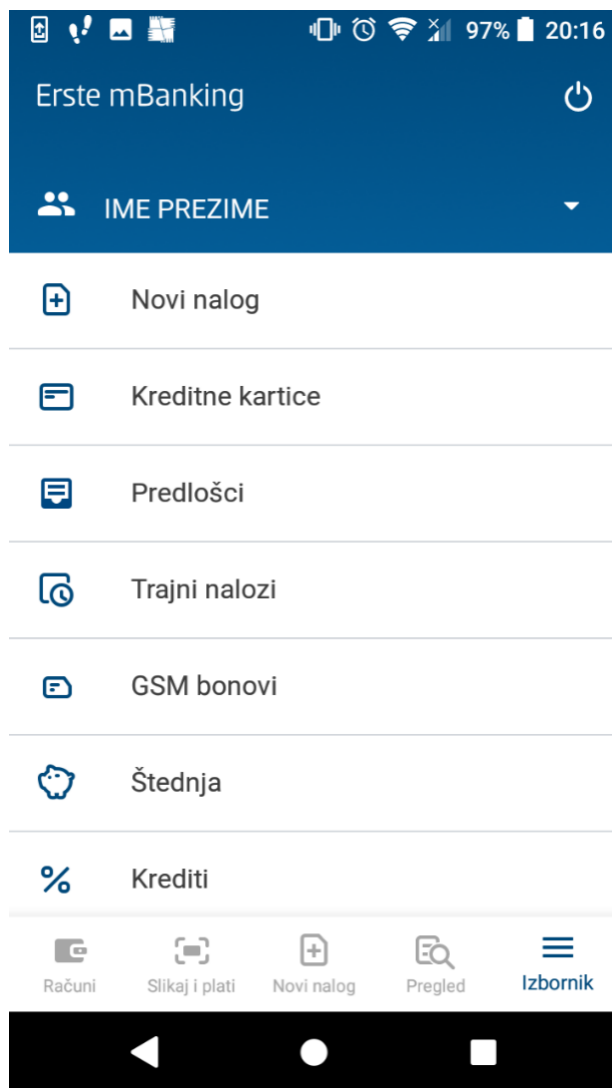 97% 20:16
Erste mBanking
IME PREZIME
Novi nalog
Kreditne kartice
Predlošci
Trajni nalozi
GSM bonovi
Štednja
% Krediti
Računi Slikaj i plati Novi nalog Pregled Izbornik